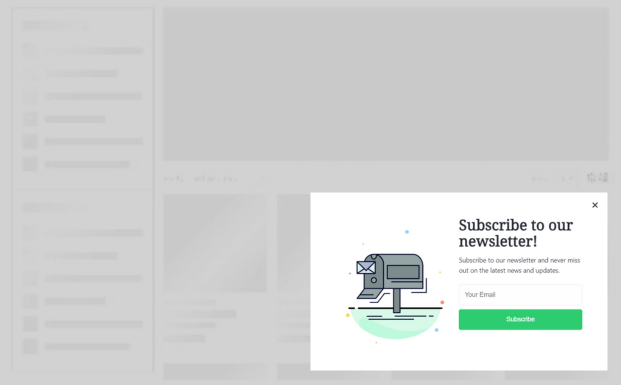 Subscribe to our
newsletter!
Subscribe to our newsletter and never miss
out on the latest news and updates.
Your Email
Subscribe